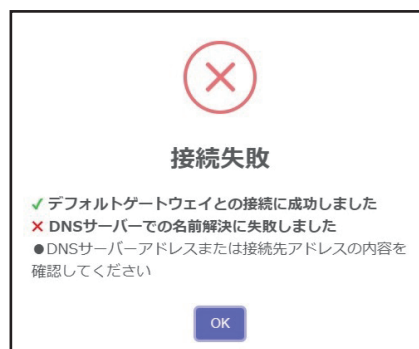 接続失敗
✓ デフォルトゲートウェイとの接続に成功しました
× DNSサーバーでの名前解決に失敗しました
●DNSサーバーアドレスまたは接続先アドレスの内容を
確認してください
OK